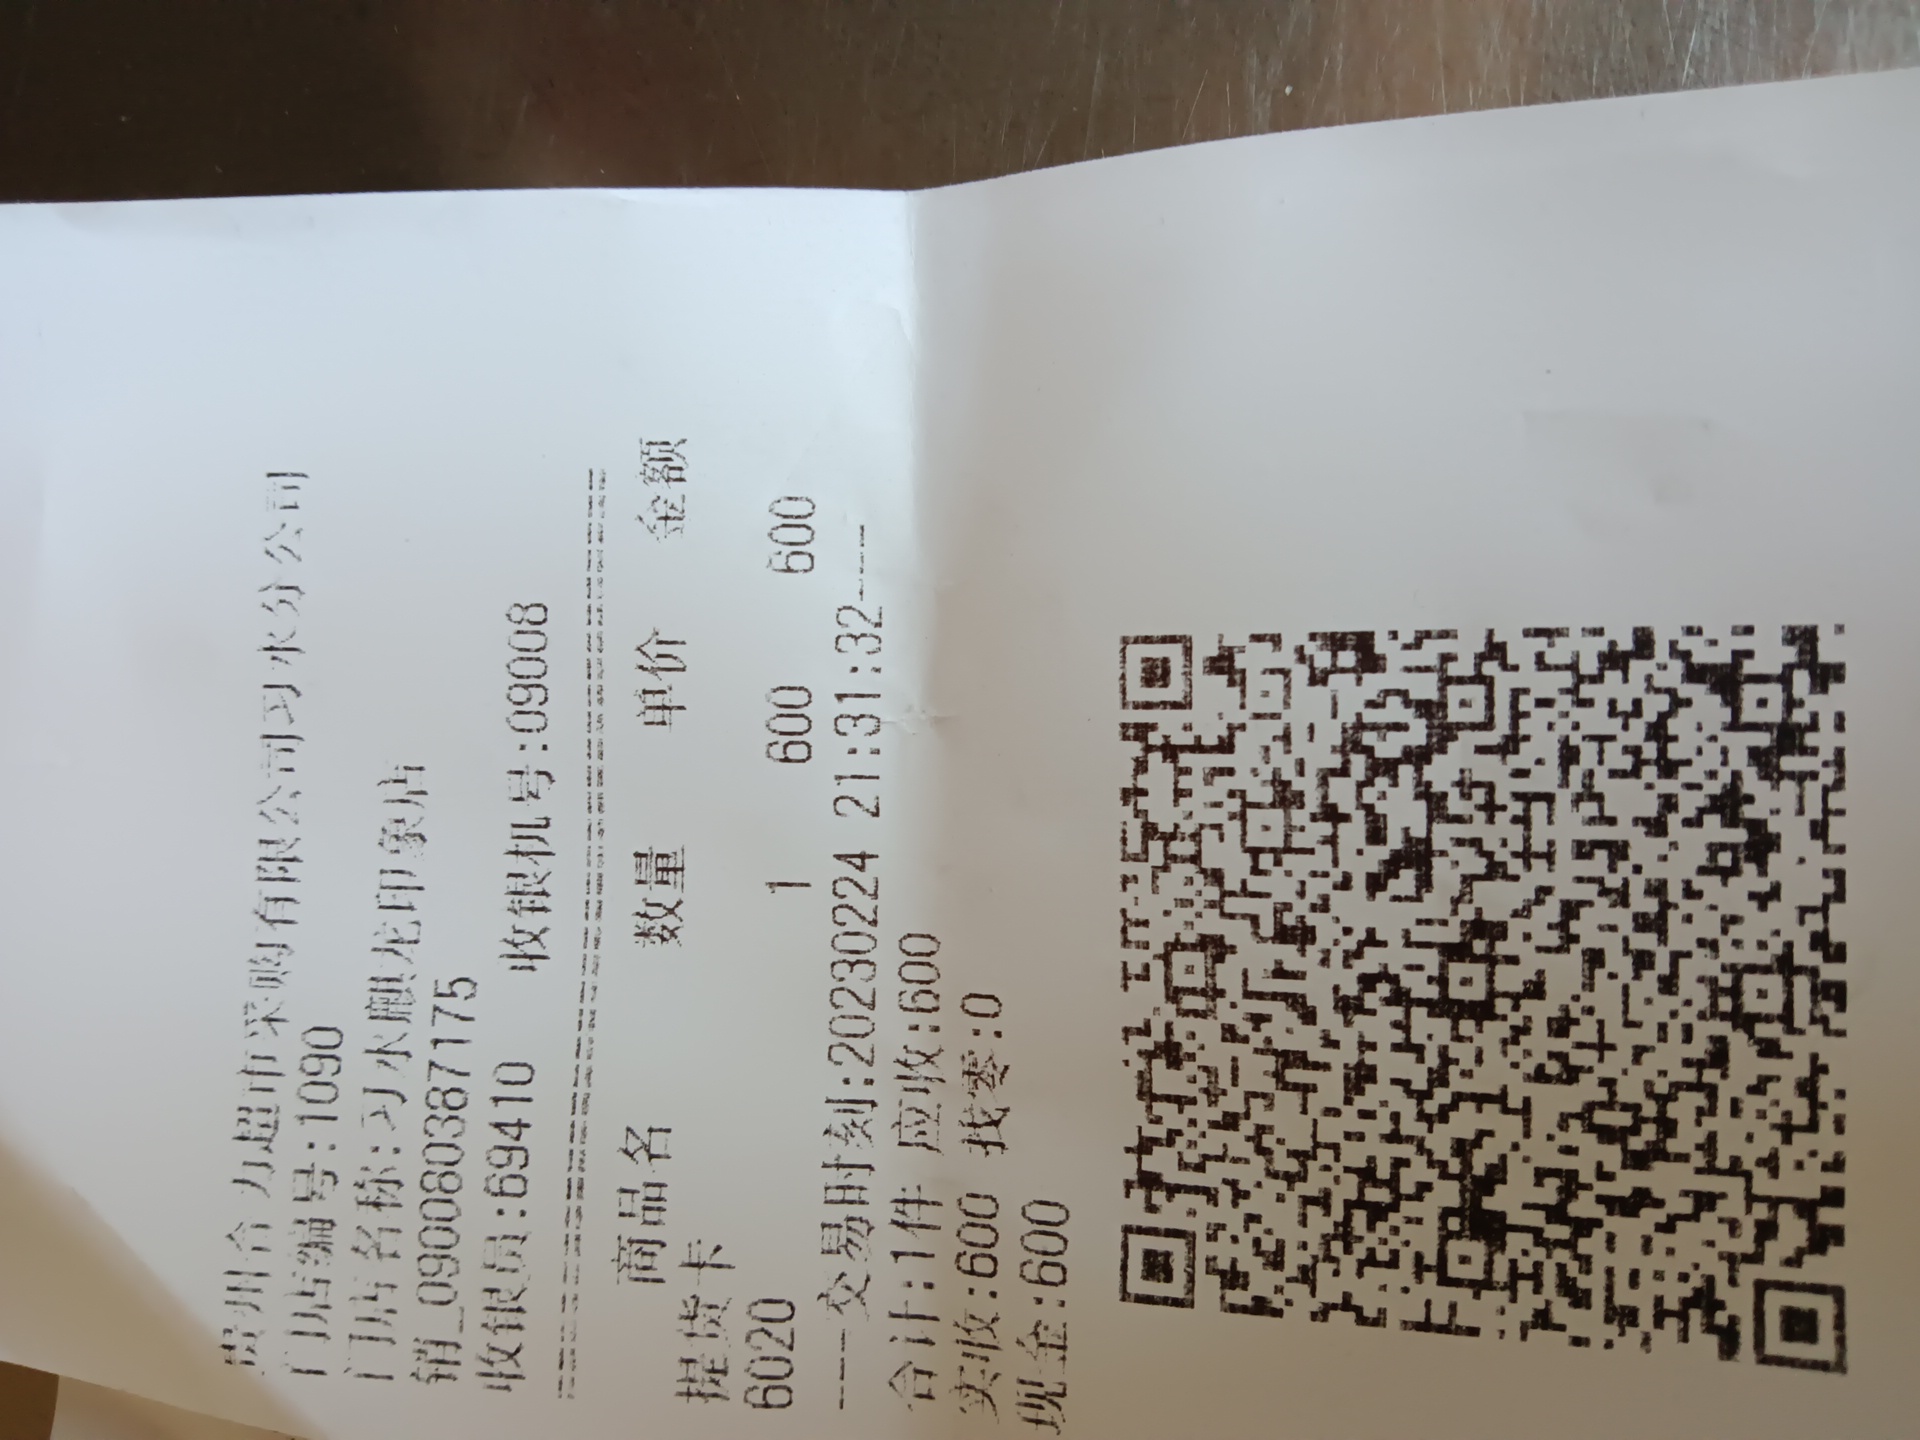 贵州合力超市采购有限公司习水分公司
门店编号:1090
门店名称:习水麒龙印象店
销_0900803387175
收银员:69410 收银机号:09008
商品名 数量 单价 金额
提货卡
6020 1 600 600
---交易时刻:20230224 21:31:32---
合计:1件 应收:600
实收:600 找零:0
现金:600